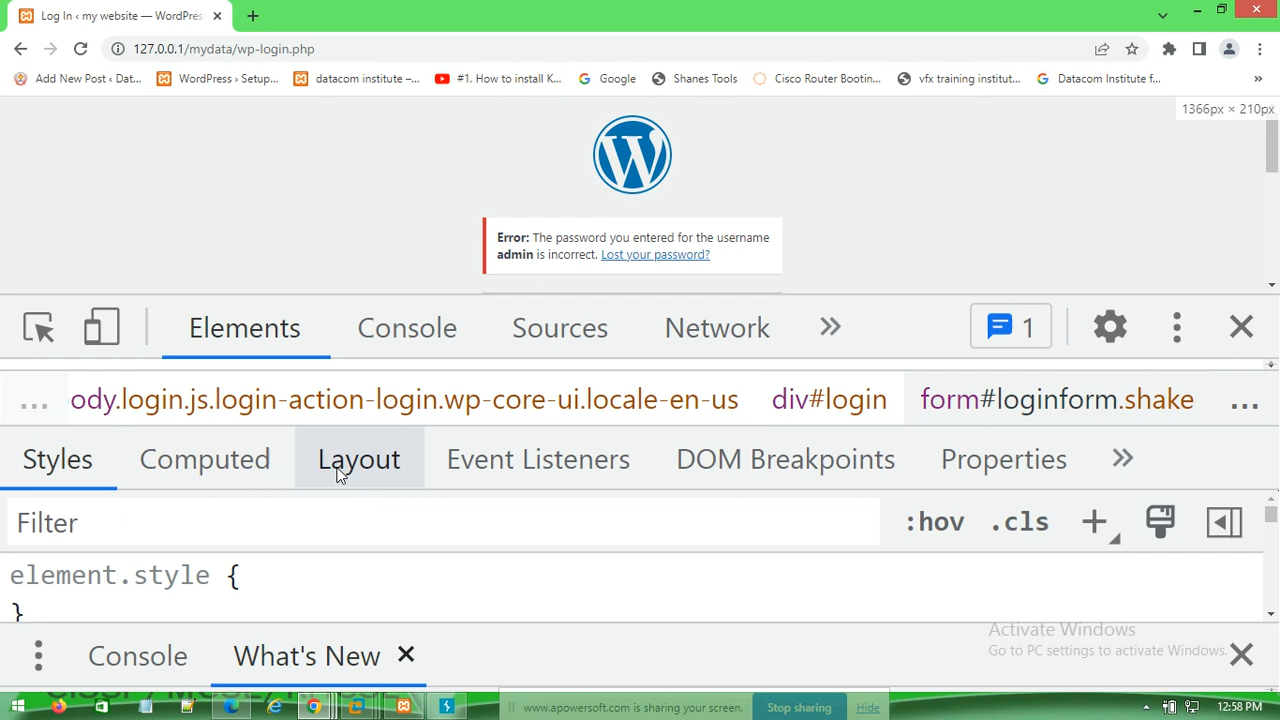 Log In ‹ my website — WordPres
127.0.0.1/mydata/wp-login.php
Add New Post ‹ Dat... WordPress › Setup... datacom institute –... #1. How to install K... Google Shanes Tools Cisco Router Bootin... vfx training institut... Datacom Institute f... »
1366px × 210px
Error: The password you entered for the username
admin is incorrect. Lost your password?
Elements Console Sources Network » 1
... ody.login.js.login-action-login.wp-core-ui.locale-en-us div#login form#loginform.shake ...
Styles Computed Layout Event Listeners DOM Breakpoints Properties »
Filter :hov .cls +
element.style {
}
Activate Windows
Go to PC settings to activate Windows.
Console What's New
www.apowersoft.com is sharing your screen. Stop sharing Hide
12:58 PM